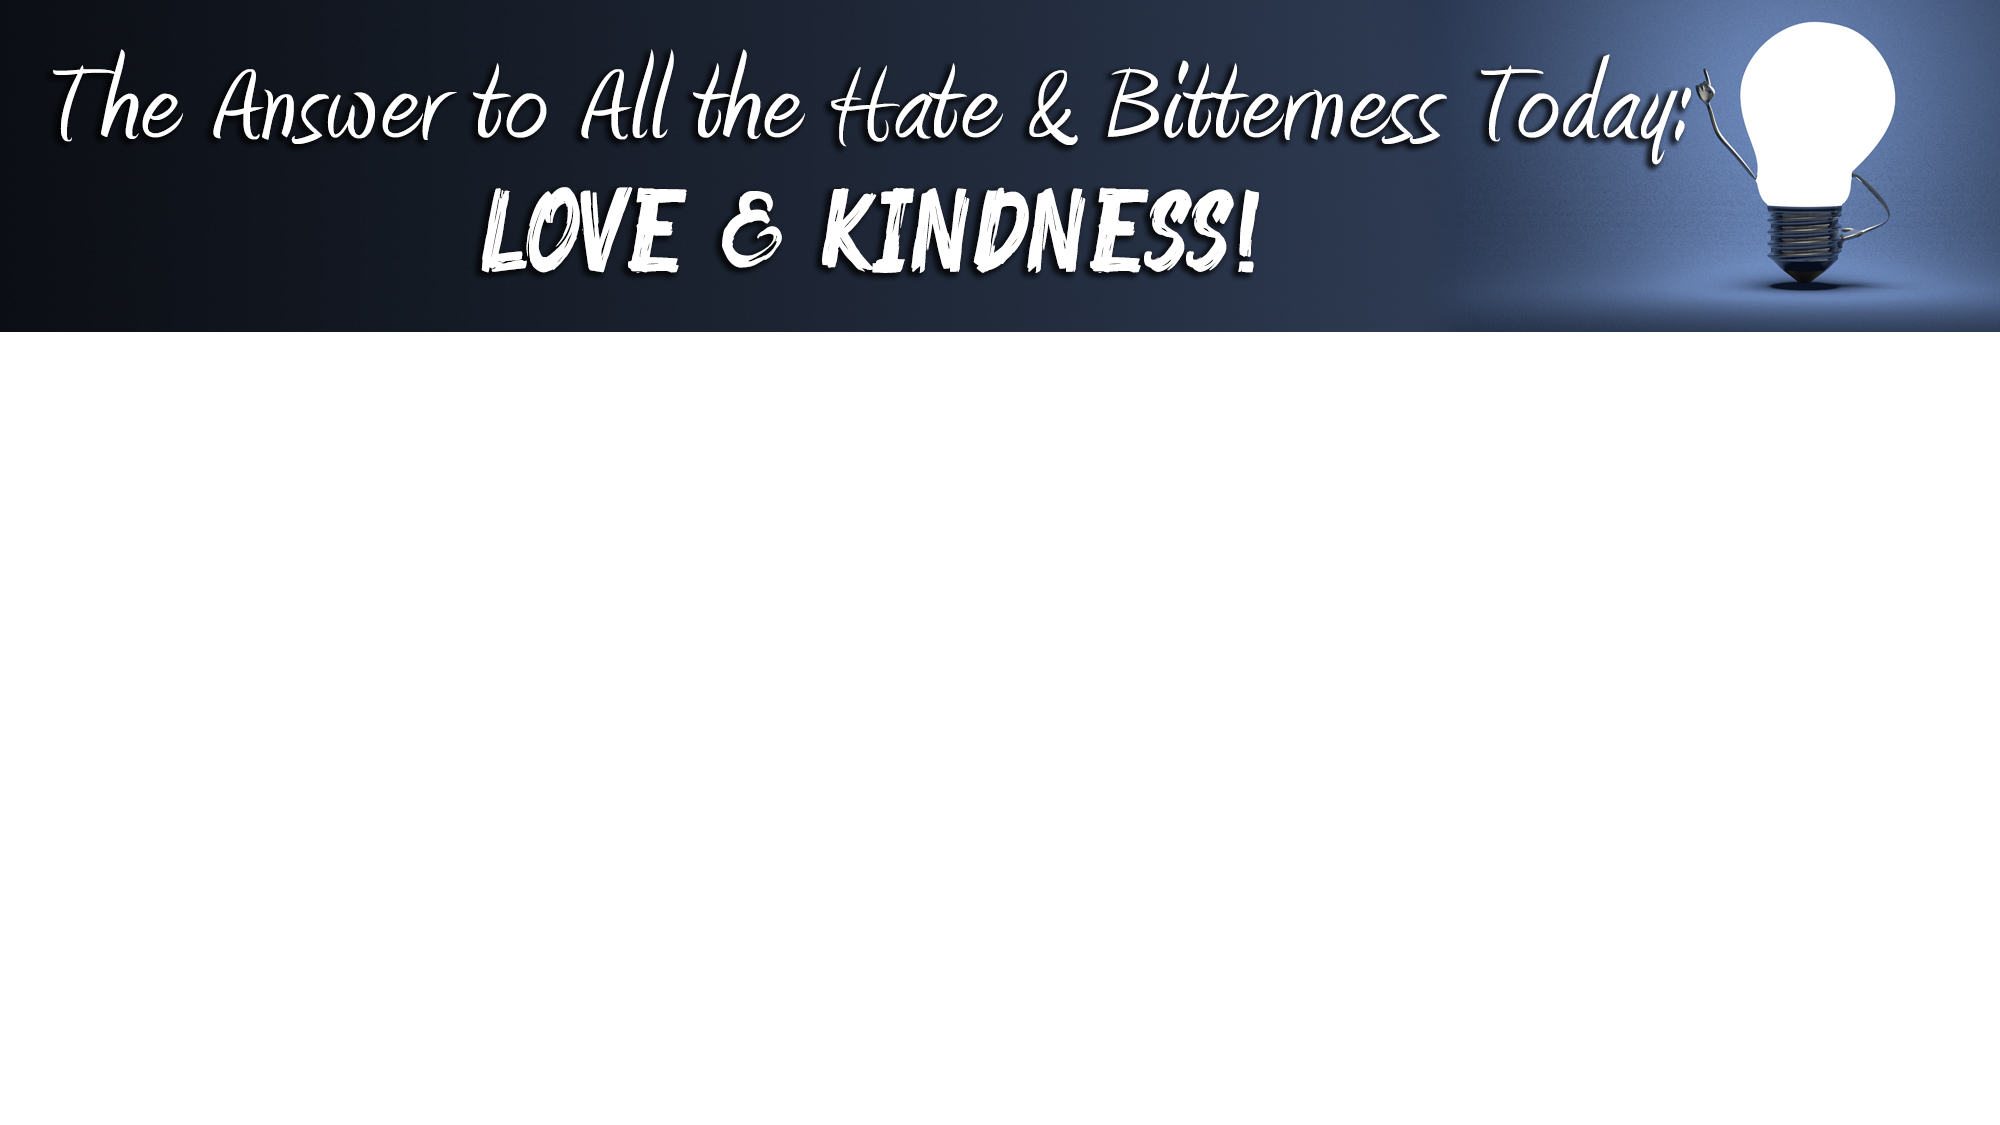 The Answer to All the Hate & Bitterness Today:
LOVE & KINDNESS!